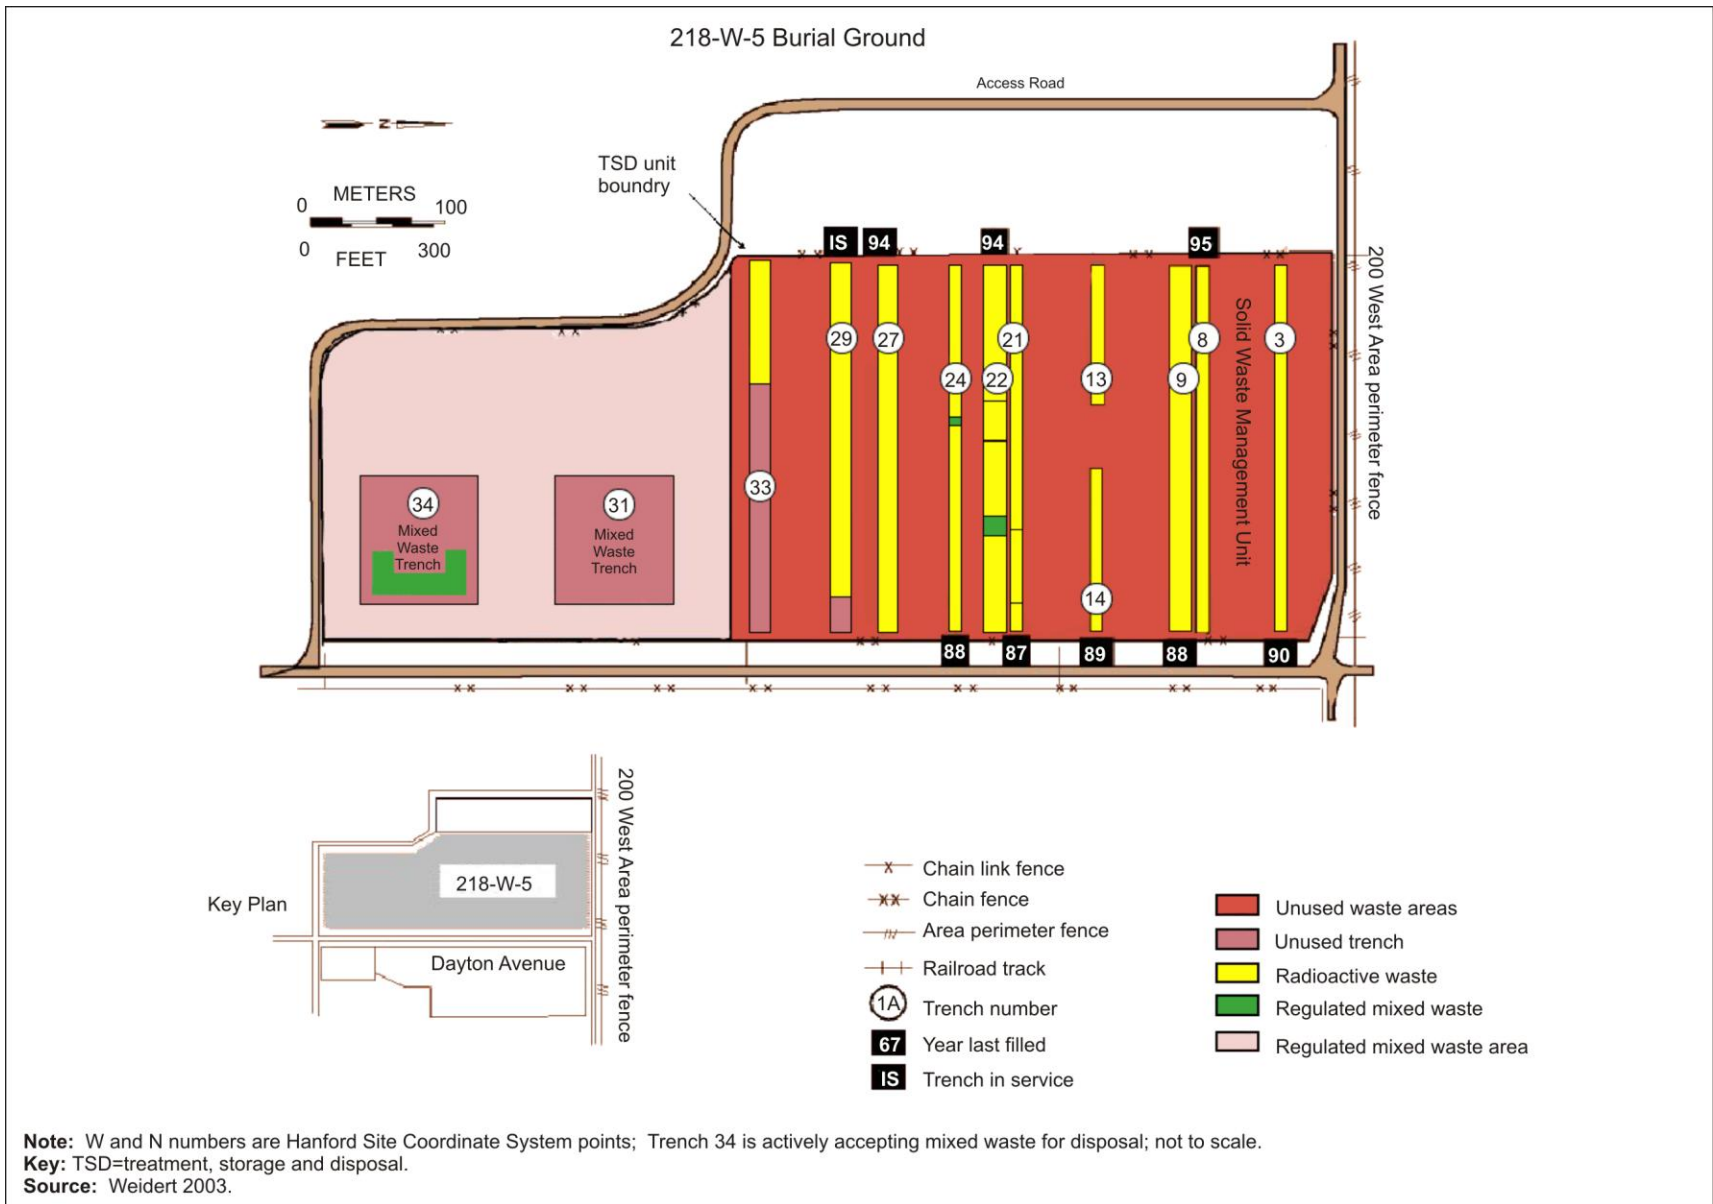 218-W-5 Burial Ground
Access Road
N
TSD unit
boundry
METERS
0 100
0 300
FEET
IS 94 94 95
29 27 21 8 3
24 22 13 9
33
34
Mixed
Waste
Trench
31
Mixed
Waste
Trench
14
Solid Waste Management Unit
200 West Area perimeter fence
88 87 89 88 90
200 West Area perimeter fence
218-W-5
Key Plan
Dayton Avenue
Chain link fence
Chain fence
Area perimeter fence
Railroad track
1A Trench number
67 Year last filled
IS Trench in service
Unused waste areas
Unused trench
Radioactive waste
Regulated mixed waste
Regulated mixed waste area
Note: W and N numbers are Hanford Site Coordinate System points; Trench 34 is actively accepting mixed waste for disposal; not to scale.
Key: TSD=treatment, storage and disposal.
Source: Weidert 2003.